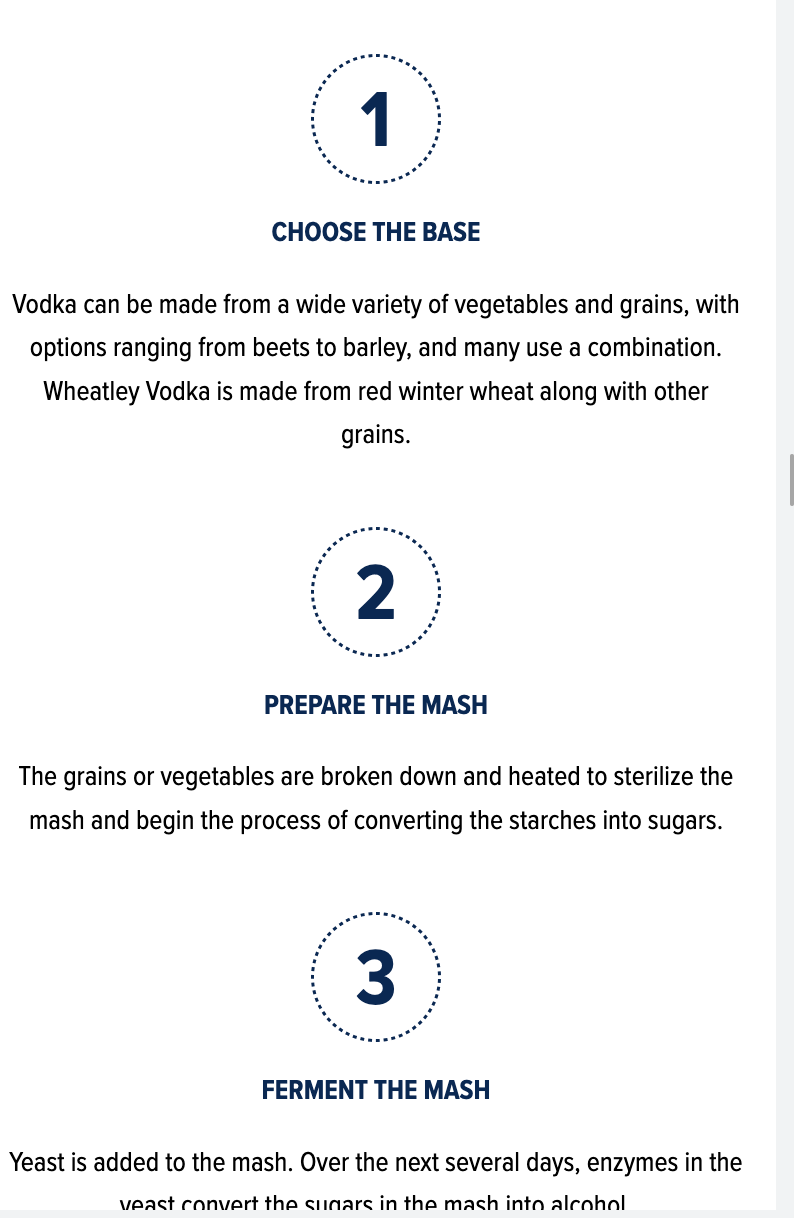 1
CHOOSE THE BASE
Vodka can be made from a wide variety of vegetables and grains, with
options ranging from beets to barley, and many use a combination.
Wheatley Vodka is made from red winter wheat along with other
grains.
2
PREPARE THE MASH
The grains or vegetables are broken down and heated to sterilize the
mash and begin the process of converting the starches into sugars.
3
FERMENT THE MASH
Yeast is added to the mash. Over the next several days, enzymes in the
yeast convert the sugars in the mash into alcohol